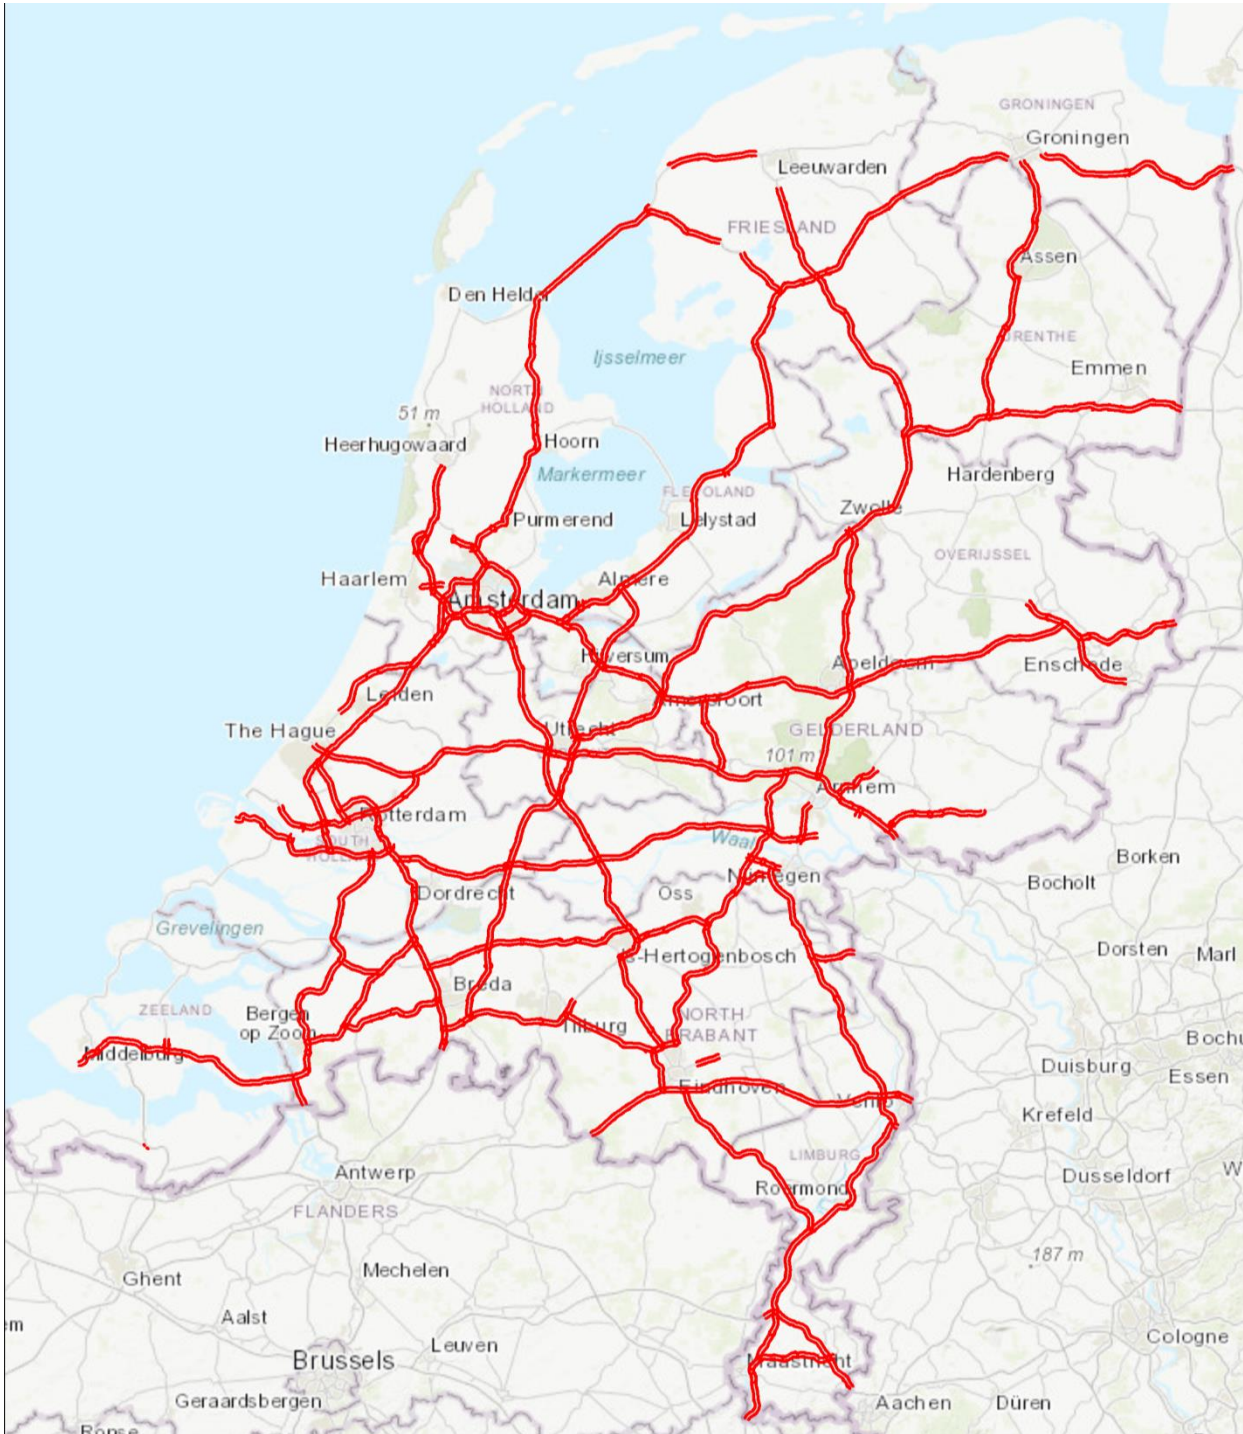 GRONINGEN
Groningen
Leeuwarden
FRIESLAND
Assen
Den Helder
DRENTHE
Ijsselmeer
Emmen
NORTH
HOLLAND
51 m
Heerhugowaard
Hoorn
Markermeer
Hardenberg
FLEVOLAND
Purmerend
Lelystad
Zwolle
OVERIJSSEL
Haarlem
Almere
Amsterdam
Hilversum
Apeldoorn
Enschede
Leiden
Amersfoort
The Hague
Utrecht
GELDERLAND
101 m
Arnhem
Rotterdam
SOUTH
HOLLAND
Waal
Borken
Nijmegen
Bocholt
Dordrecht
Oss
Grevelingen
's-Hertogenbosch
Dorsten
Marl
Breda
ZEELAND
Bergen
op Zoom
Tilburg
NORTH
BRABANT
Middelburg
Bochu
Duisburg
Essen
Eindhoven
Venlo
Krefeld
LIMBURG
Antwerp
Roermond
Dusseldorf
W
FLANDERS
187 m
Ghent
Mechelen
Aalst
em
Leuven
Cologne
Brussels
Maastricht
Geraardsbergen
Aachen
Düren
Ronse